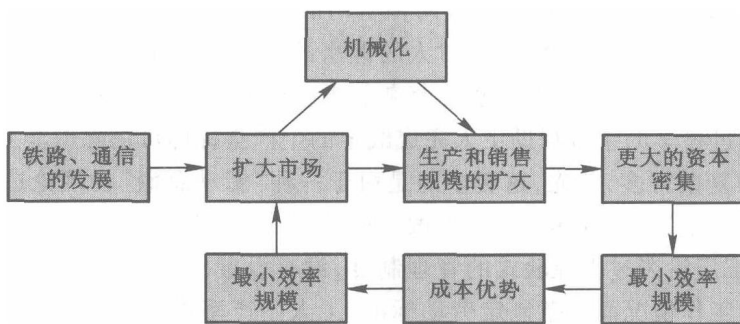 机械化
铁路、通信
的发展
扩大市场
生产和销售
规模的扩大
更大的资本
密集
最小效率
规模
成本优势
最小效率
规模